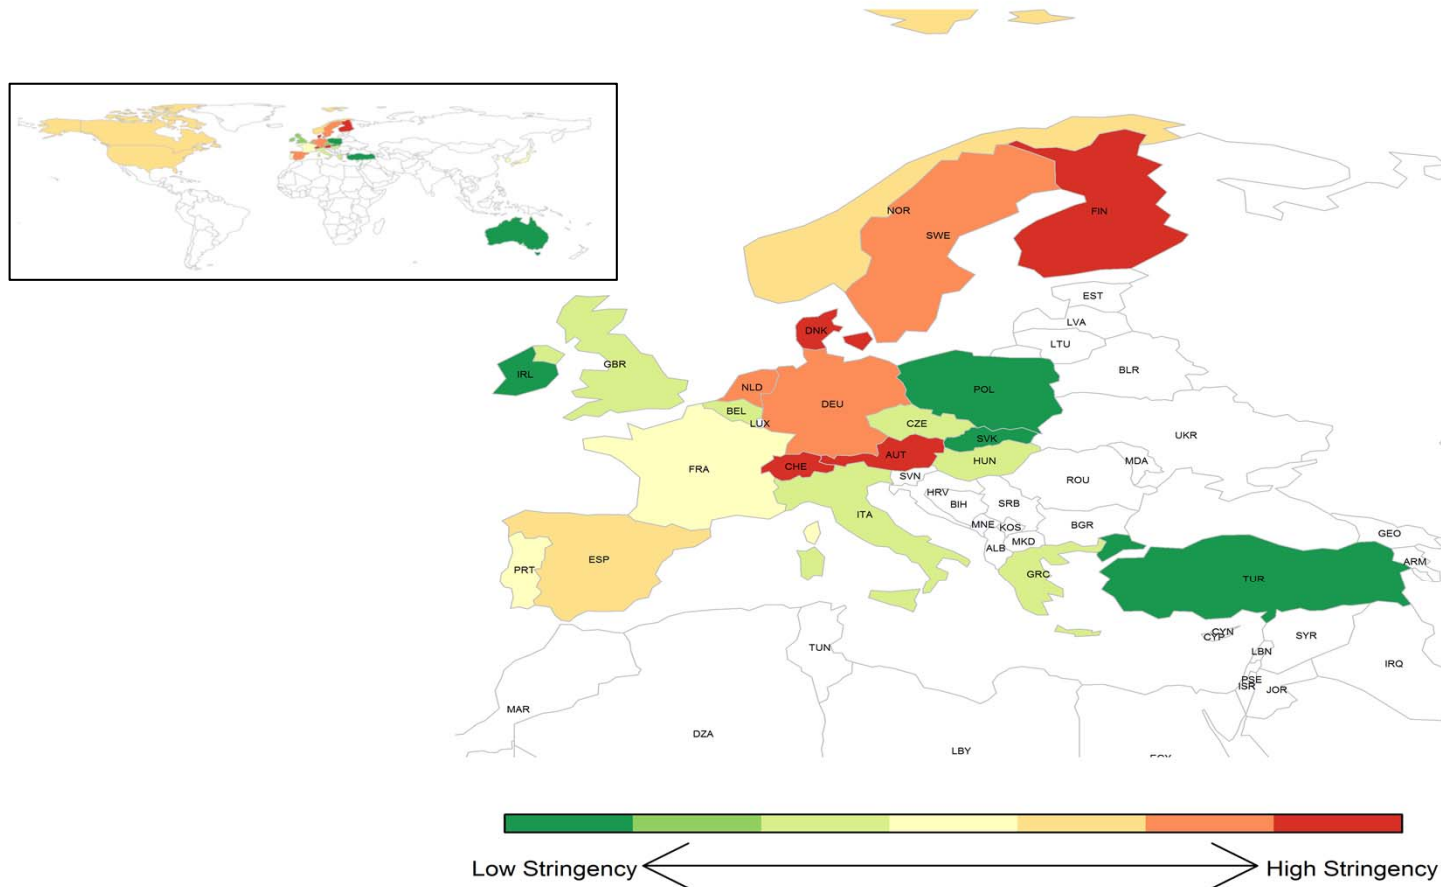 NOR
SWE
FIN
EST
LVA
LTU
BLR
DNK
IRL
GBR
NLD
BEL
LUX
DEU
POL
CZE
SVK
UKR
FRA
CHE
AUT
HUN
MDA
SVN
ROU
HRV
BIH
SRB
ITA
MNE
KOS
BGR
ALB
MKD
GEO
ARM
PRT
ESP
GRC
TUR
CYN
CYP
SYR
LBN
IRQ
TUN
PSE
ISR
JOR
MAR
DZA
LBY
Low Stringency
High Stringency